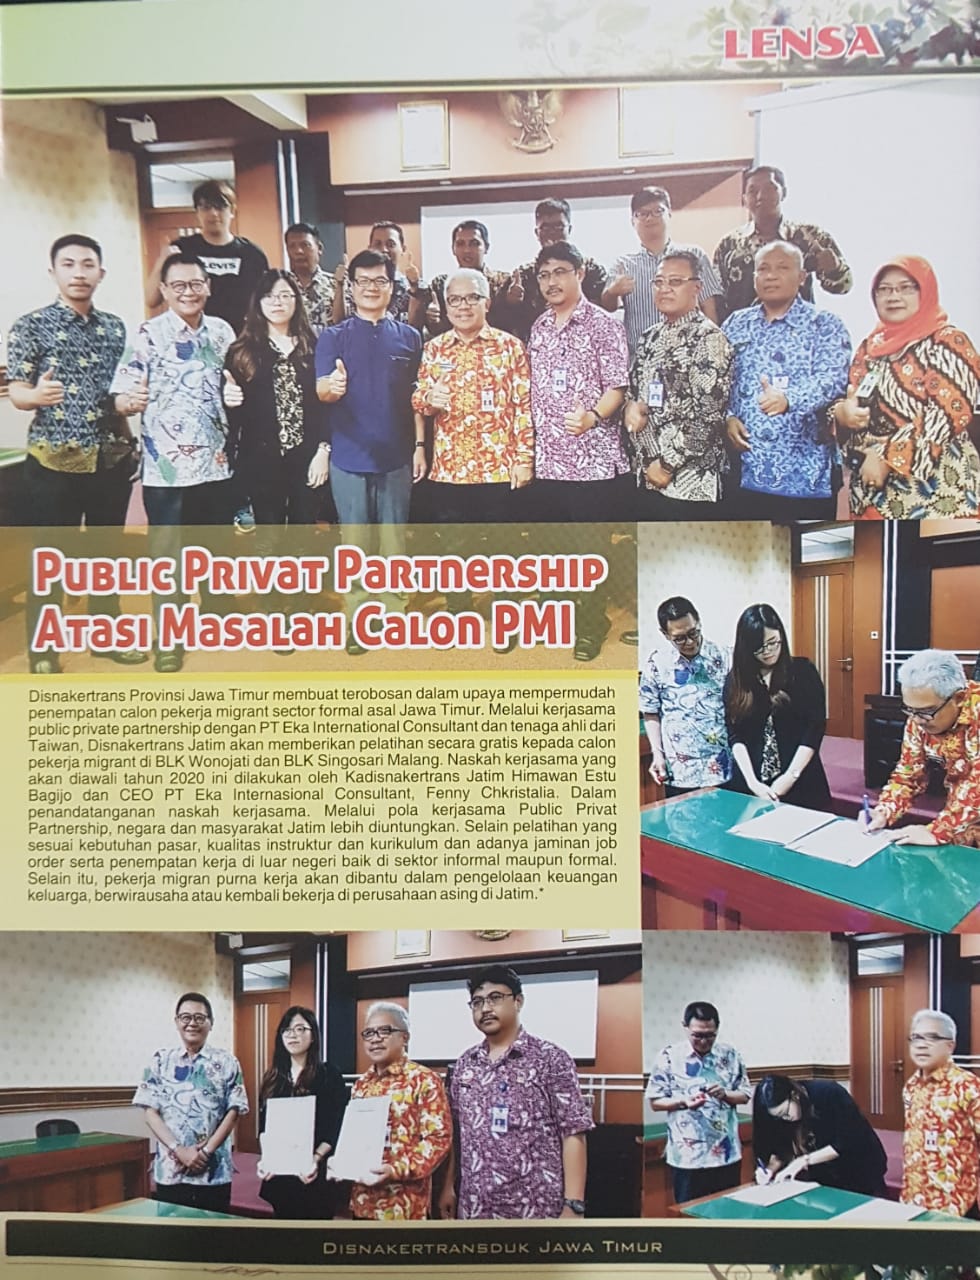 LENSA
LEVI'S
PUBLIC PRIVAT PARTNERSHIP
ATASI MASALAH CALON PMI
Disnakertrans Provinsi Jawa Timur membuat terobosan dalam upaya mempermudah
penempatan calon pekerja migrant sector formal asal Jawa Timur. Melalui kerjasama
public private partnership dengan PT Eka International Consultant dan tenaga ahli dari
Taiwan, Disnakertrans Jatim akan memberikan pelatihan secara gratis kepada calon
pekerja migrant di BLK Wonojati dan BLK Singosari Malang. Naskah kerjasama yang
akan diawali tahun 2020 ini dilakukan oleh Kadisnakertrans Jatim Himawan Estu
Bagijo dan CEO PT Eka Internasional Consultant, Fenny Chkristalia. Dalam
penandatanganan naskah kerjasama. Melalui pola kerjasama Public Privat
Partnership, negara dan masyarakat Jatim lebih diuntungkan. Selain pelatihan yang
sesuai kebutuhan pasar, kualitas instruktur dan kurikulum dan adanya jaminan job
order serta penempatan kerja di luar negeri baik di sektor informal maupun formal.
Selain itu, pekerja migran purna kerja akan dibantu dalam pengelolaan keuangan
keluarga, berwirausaha atau kembali bekerja di perusahaan asing di Jatim.*
DISNAKERTRANSDUK JAWA TIMUR